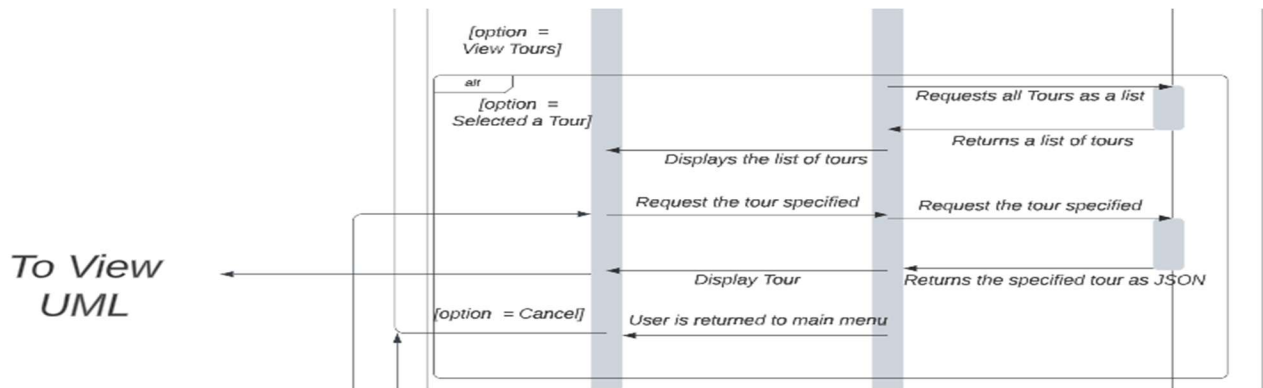 [option =
View Tours]
alt
[option =
Selected a Tour]
Requests all Tours as a list
Returns a list of tours
Displays the list of tours
Request the tour specified
Request the tour specified
To View
UML
Display Tour
Returns the specified tour as JSON
[option = Cancel]
User is returned to main menu